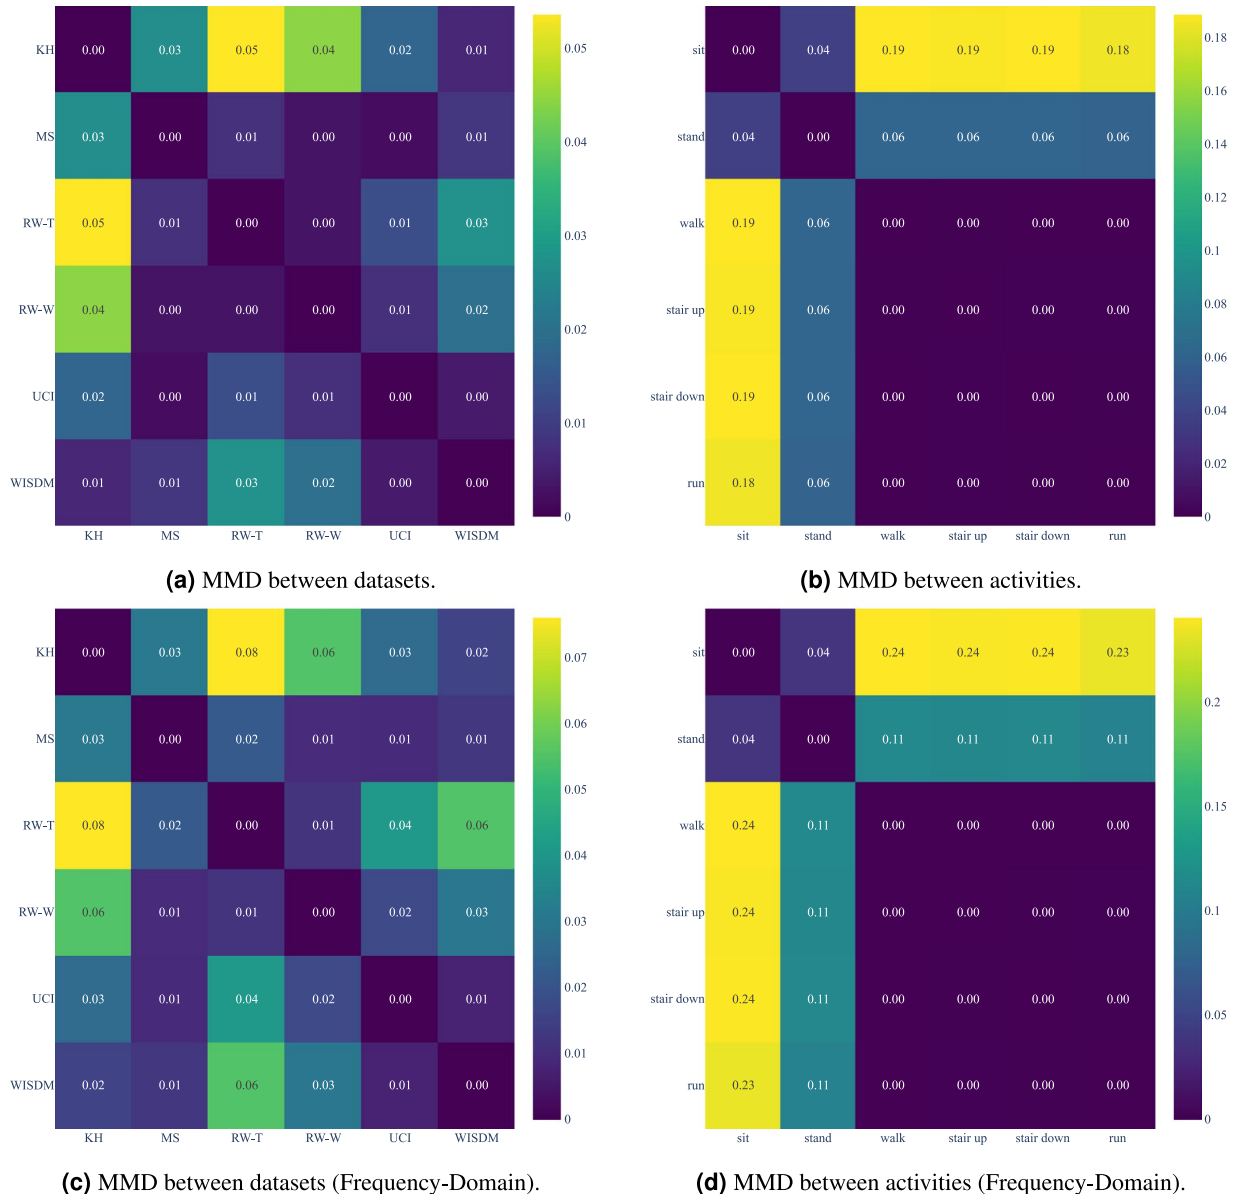 KH 0.00 0.03 0.05 0.04 0.02 0.01
MS 0.03 0.00 0.01 0.00 0.00 0.01
RW-T 0.05 0.01 0.00 0.00 0.01 0.03
RW-W 0.04 0.00 0.00 0.00 0.01 0.02
UCI 0.02 0.00 0.01 0.01 0.00 0.00
WISDM 0.01 0.01 0.03 0.02 0.00 0.00
KH MS RW-T RW-W UCI WISDM
0.05
0.04
0.03
0.02
0.01
0
(a) MMD between datasets.
sit 0.00 0.04 0.19 0.19 0.19 0.18
stand 0.04 0.00 0.06 0.06 0.06 0.06
walk 0.19 0.06 0.00 0.00 0.00 0.00
stair up 0.19 0.06 0.00 0.00 0.00 0.00
stair down 0.19 0.06 0.00 0.00 0.00 0.00
run 0.18 0.06 0.00 0.00 0.00 0.00
sit stand walk stair up stair down run
0.18
0.16
0.14
0.12
0.1
0.08
0.06
0.04
0.02
0
(b) MMD between activities.
KH 0.00 0.03 0.08 0.06 0.03 0.02
MS 0.03 0.00 0.02 0.01 0.01 0.01
RW-T 0.08 0.02 0.00 0.01 0.04 0.06
RW-W 0.06 0.01 0.01 0.00 0.02 0.03
UCI 0.03 0.01 0.04 0.02 0.00 0.01
WISDM 0.02 0.01 0.06 0.03 0.01 0.00
KH MS RW-T RW-W UCI WISDM
0.07
0.06
0.05
0.04
0.03
0.02
0.01
0
(c) MMD between datasets (Frequency-Domain).
sit 0.00 0.04 0.24 0.24 0.24 0.23
stand 0.04 0.00 0.11 0.11 0.11 0.11
walk 0.24 0.11 0.00 0.00 0.00 0.00
stair up 0.24 0.11 0.00 0.00 0.00 0.00
stair down 0.24 0.11 0.00 0.00 0.00 0.00
run 0.23 0.11 0.00 0.00 0.00 0.00
sit stand walk stair up stair down run
0.2
0.15
0.1
0.05
0
(d) MMD between activities (Frequency-Domain).